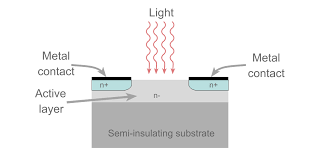 Light
Metal
contact
Metal
contact
Active
layer
n+
n+
n-
Semi-insulating substrate